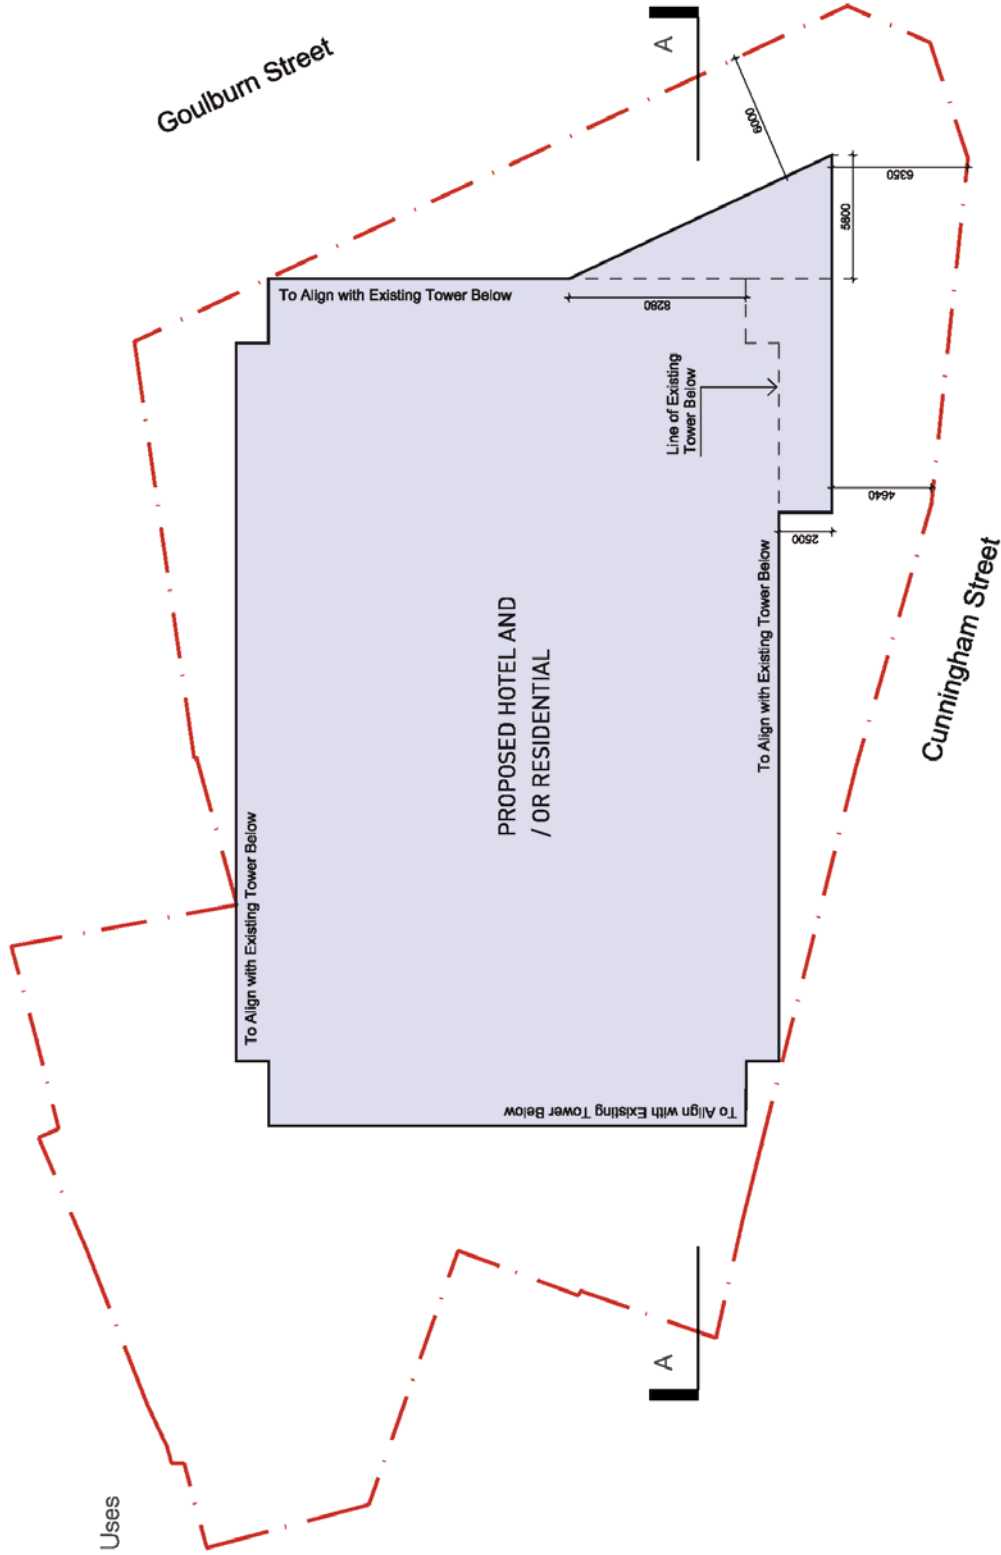 Goulburn Street
A
6000
6350
5800
To Align with Existing Tower Below
8280
Line of Existing
Tower Below
4640
2500
To Align with Existing Tower Below
Cunningham Street
PROPOSED HOTEL AND
/ OR RESIDENTIAL
To Align with Existing Tower Below
To Align with Existing Tower Below
A
Uses